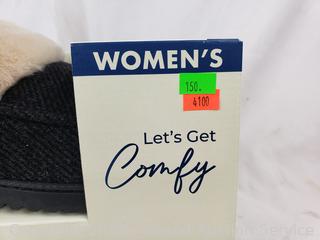 WOMEN'S
150.
4100
Let's Get
Comfy